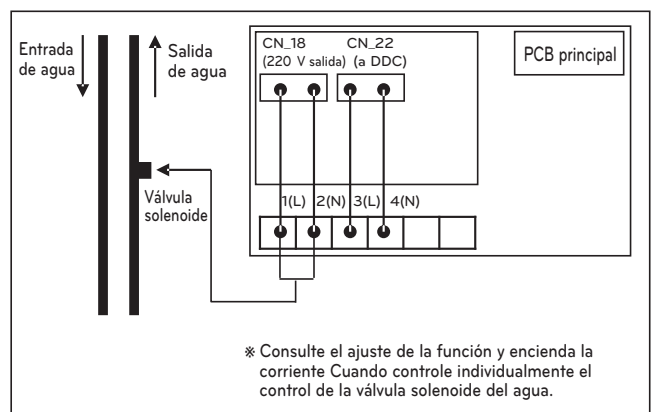 Entrada
de agua
Salida
de agua
CN_18
(220 V salida)
CN_22
(a DDC)
PCB principal
Válvula
solenoide
1(L) 2(N) 3(L) 4(N)
※ Consulte el ajuste de la función y encienda la
corriente Cuando controle individualmente el
control de la válvula solenoide del agua.